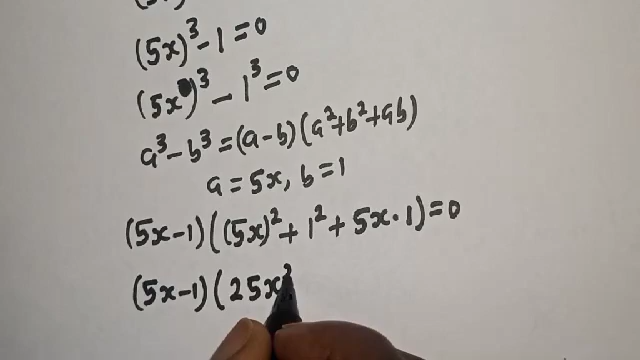 (5x)³-1=0
(5x)³-1³=0
a³-b³=(a-b)(a²+b²+ab)
a=5x, b=1
(5x-1)((5x)²+1²+5x·1)=0
(5x-1)(25x²